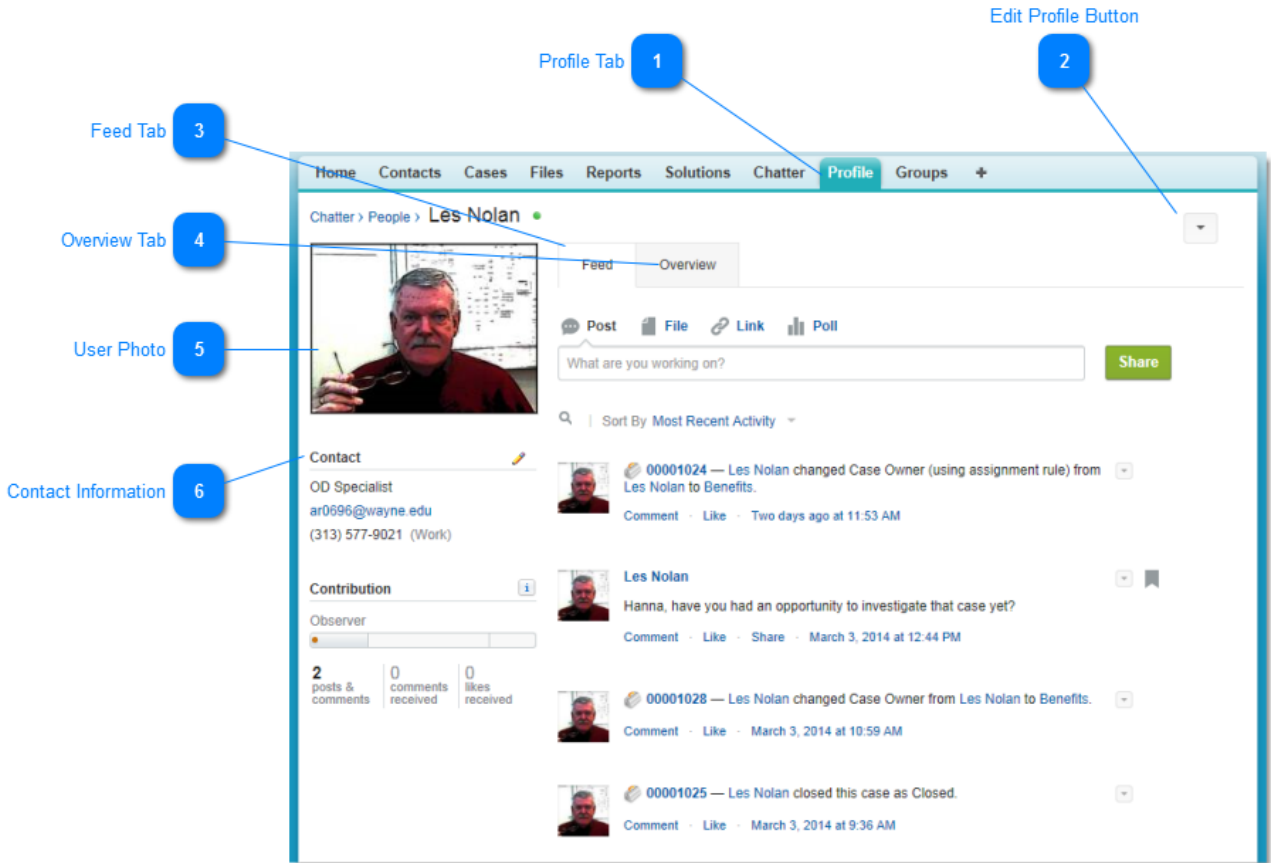 Edit Profile Button
2
Profile Tab 1
Feed Tab 3
Home Contacts Cases Files Reports Solutions Chatter Profile Groups +
Chatter › People › Les Nolan
Overview Tab 4
Feed Overview
Post File Link Poll
User Photo 5
What are you working on? Share
Sort By Most Recent Activity
Contact
Contact Information 6
OD Specialist
ar0696@wayne.edu
(313) 577-9021 (Work)
Contribution
Observer
2 0 0
posts & comments likes
comments received received
00001024 — Les Nolan changed Case Owner (using assignment rule) from
Les Nolan to Benefits.
Comment · Like · Two days ago at 11:53 AM
Les Nolan
Hanna, have you had an opportunity to investigate that case yet?
Comment · Like · Share · March 3, 2014 at 12:44 PM
00001028 — Les Nolan changed Case Owner from Les Nolan to Benefits.
Comment · Like · March 3, 2014 at 10:59 AM
00001025 — Les Nolan closed this case as Closed.
Comment · Like · March 3, 2014 at 9:36 AM